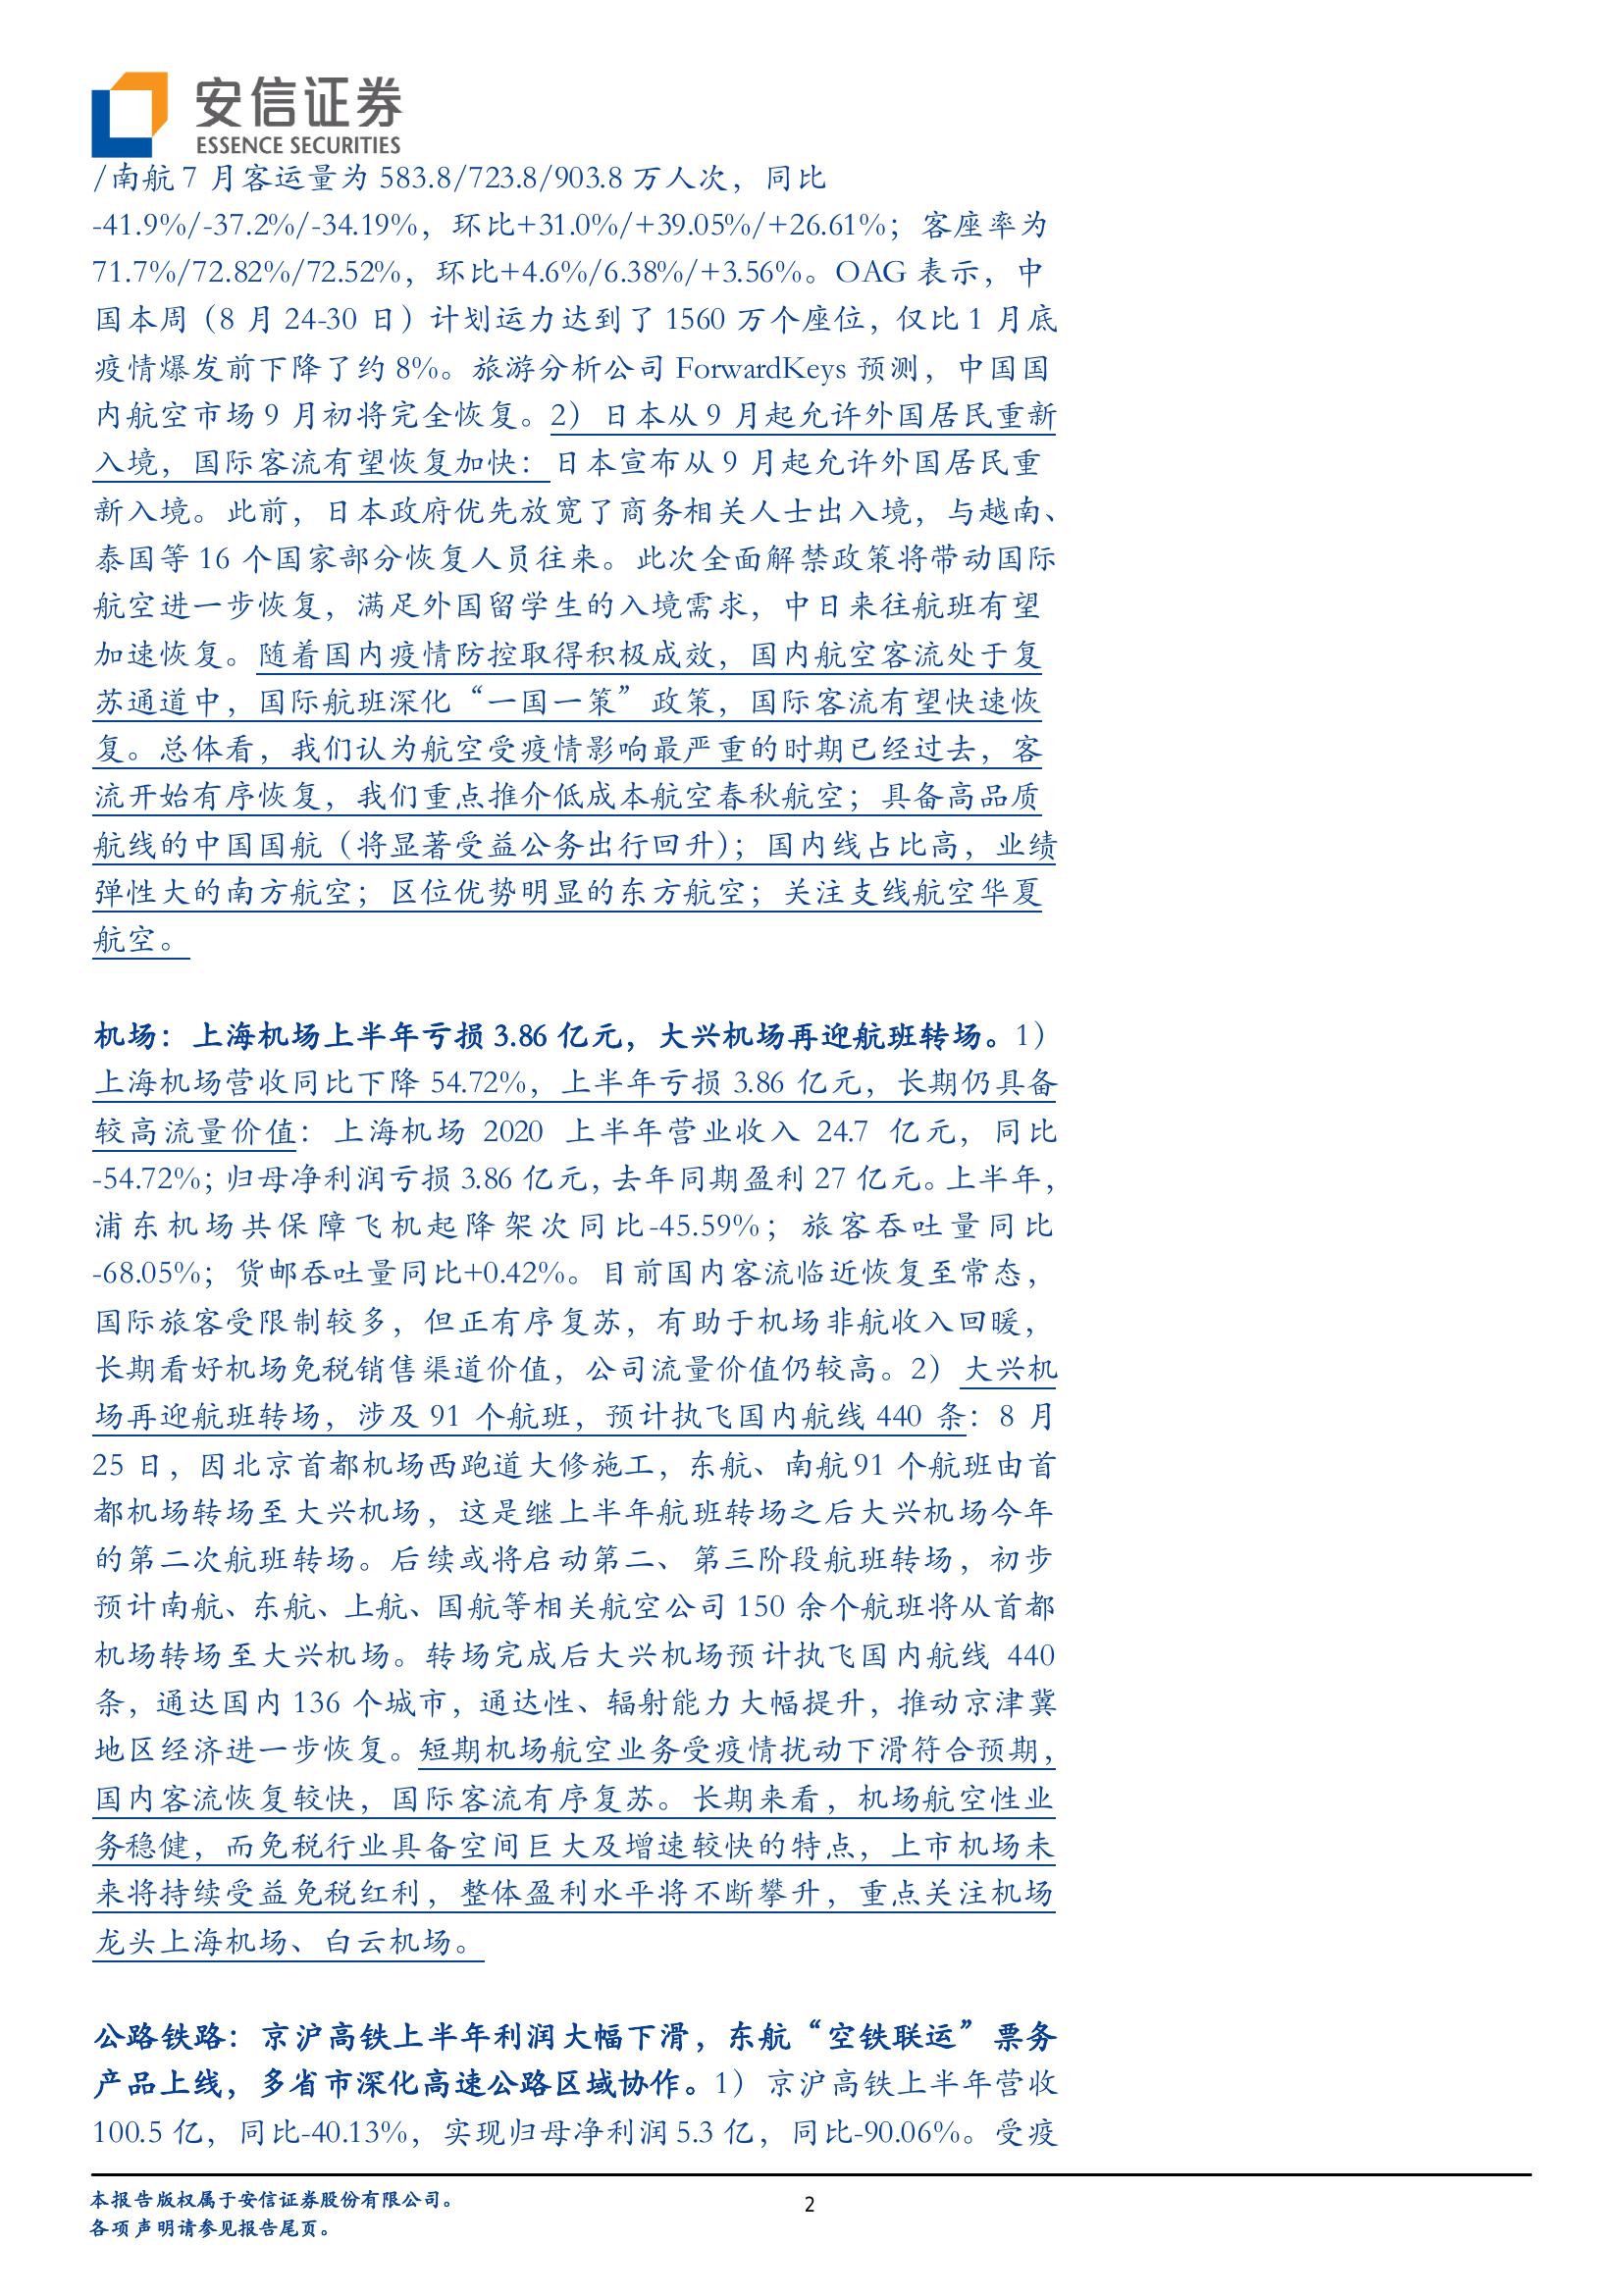 安信证券
ESSENCE SECURITIES
/南航 7 月客运量为 583.8/723.8/903.8 万人次，同比
-41.9%/-37.2%/-34.19%，环比+31.0%/+39.05%/+26.61%；客座率为
71.7%/72.82%/72.52%，环比+4.6%/6.38%/+3.56%。OAG 表示，中
国本周（8 月 24-30 日）计划运力达到了 1560 万个座位，仅比 1 月底
疫情爆发前下降了约 8%。旅游分析公司 ForwardKeys 预测，中国国
内航空市场 9 月初将完全恢复。2）日本从 9 月起允许外国居民重新
入境，国际客流有望恢复加快：日本宣布从 9 月起允许外国居民重
新入境。此前，日本政府优先放宽了商务相关人士出入境，与越南、
泰国等 16 个国家部分恢复人员往来。此次全面解禁政策将带动国际
航空进一步恢复，满足外国留学生的入境需求，中日来往航班有望
加速恢复。随着国内疫情防控取得积极成效，国内航空客流处于复
苏通道中，国际航班深化“一国一策”政策，国际客流有望快速恢
复。总体看，我们认为航空受疫情影响最严重的时期已经过去，客
流开始有序恢复，我们重点推介低成本航空春秋航空；具备高品质
航线的中国国航（将显著受益公务出行回升）；国内线占比高，业绩
弹性大的南方航空；区位优势明显的东方航空；关注支线航空华夏
航空。
机场：上海机场上半年亏损 3.86 亿元，大兴机场再迎航班转场。1）
上海机场营收同比下降 54.72%，上半年亏损 3.86 亿元，长期仍具备
较高流量价值：上海机场 2020 上半年营业收入 24.7 亿元，同比
-54.72%；归母净利润亏损 3.86 亿元，去年同期盈利 27 亿元。上半年，
浦东机场共保障飞机起降架次同比-45.59%；旅客吞吐量同比
-68.05%；货邮吞吐量同比+0.42%。目前国内客流临近恢复至常态，
国际旅客受限制较多，但正有序复苏，有助于机场非航收入回暖，
长期看好机场免税销售渠道价值，公司流量价值仍较高。2）大兴机
场再迎航班转场，涉及 91 个航班，预计执飞国内航线 440 条：8 月
25 日，因北京首都机场西跑道大修施工，东航、南航 91 个航班由首
都机场转场至大兴机场，这是继上半年航班转场之后大兴机场今年
的第二次航班转场。后续或将启动第二、第三阶段航班转场，初步
预计南航、东航、上航、国航等相关航空公司 150 余个航班将从首都
机场转场至大兴机场。转场完成后大兴机场预计执飞国内航线 440
条，通达国内 136 个城市，通达性、辐射能力大幅提升，推动京津冀
地区经济进一步恢复。短期机场航空业务受疫情扰动下滑符合预期，
国内客流恢复较快，国际客流有序复苏。长期来看，机场航空性业
务稳健，而免税行业具备空间巨大及增速较快的特点，上市机场未
来将持续受益免税红利，整体盈利水平将不断攀升，重点关注机场
龙头上海机场、白云机场。
公路铁路：京沪高铁上半年利润大幅下滑，东航“空铁联运”票务
产品上线，多省市深化高速公路区域协作。1）京沪高铁上半年营收
100.5 亿，同比-40.13%，实现归母净利润 5.3 亿，同比-90.06%。受疫
本报告版权属于安信证券股份有限公司。
各项声明请参见报告尾页。
2